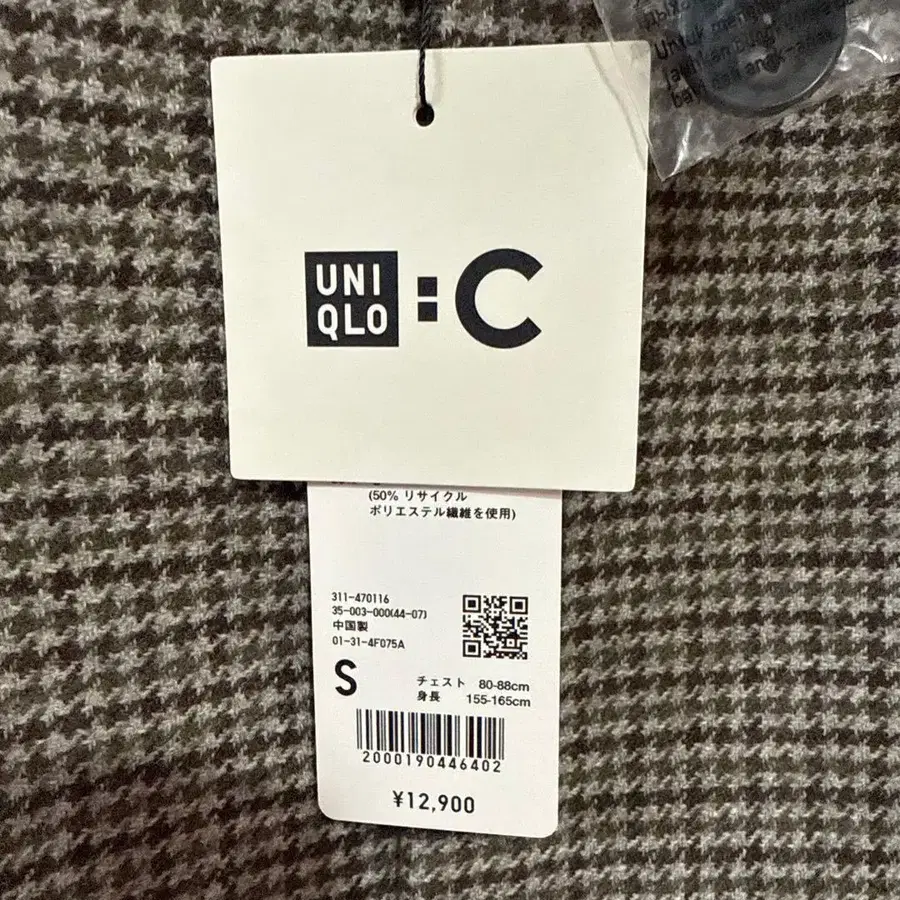 Untuk
UNI
QLO
:C
(50% リサイクル
ポリエステル繊維を使用)
311-470116
35-003-000(44-07)
中国製
01-31-4F075A
S
チェスト 80-88cm
身長 155-165cm
2000190446402
¥12,900